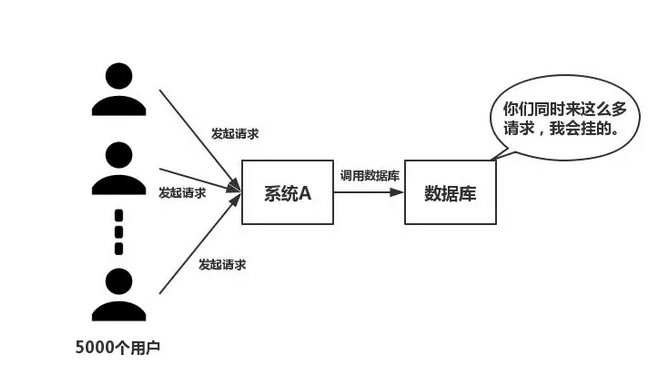 你们同时来这么多
请求，我会挂的。
发起请求
调用数据库
发起请求
系统A
数据库
发起请求
5000个用户